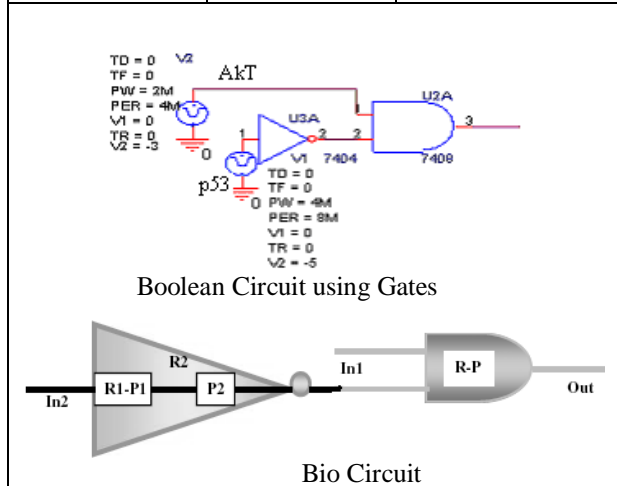 TD = 0 V2
TF = 0
PW = 2M
PER = 4M
V1 = 0
TR = 0
V2 = -3
0
AkT
U3A
1
2
V1 7404
p53
0
TD = 0
TF = 0
PW = 4M
PER = 8M
V1 = 0
TR = 0
V2 = -5
U2A
1
2
3
7408
Boolean Circuit using Gates
In2
R1-P1
R2
P2
In1
R-P
Out
Bio Circuit